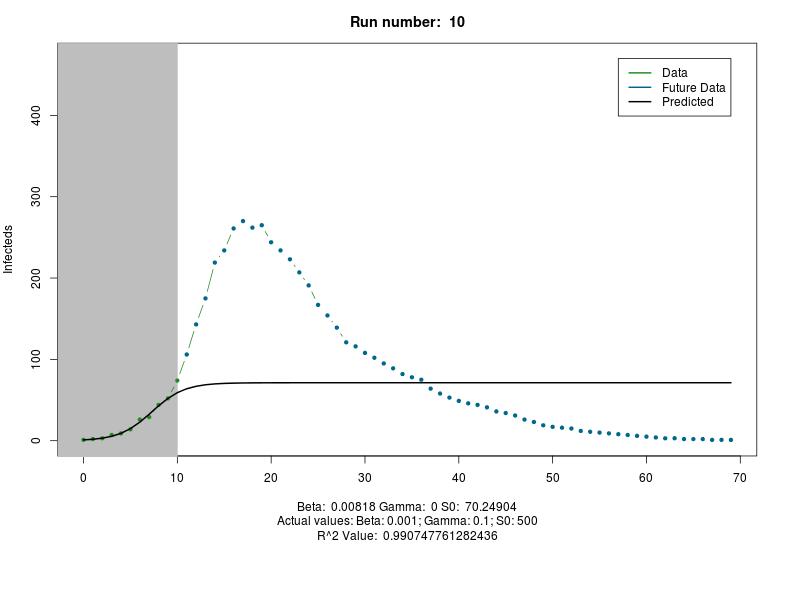 Run number:  10
Data
Future Data
Predicted
Infecteds
0
100
200
300
400
0
10
20
30
40
50
60
70
Beta:  0.00818 Gamma:  0 S0:  70.24904
Actual values: Beta: 0.001; Gamma: 0.1; S0: 500
R^2 Value:  0.990747761282436